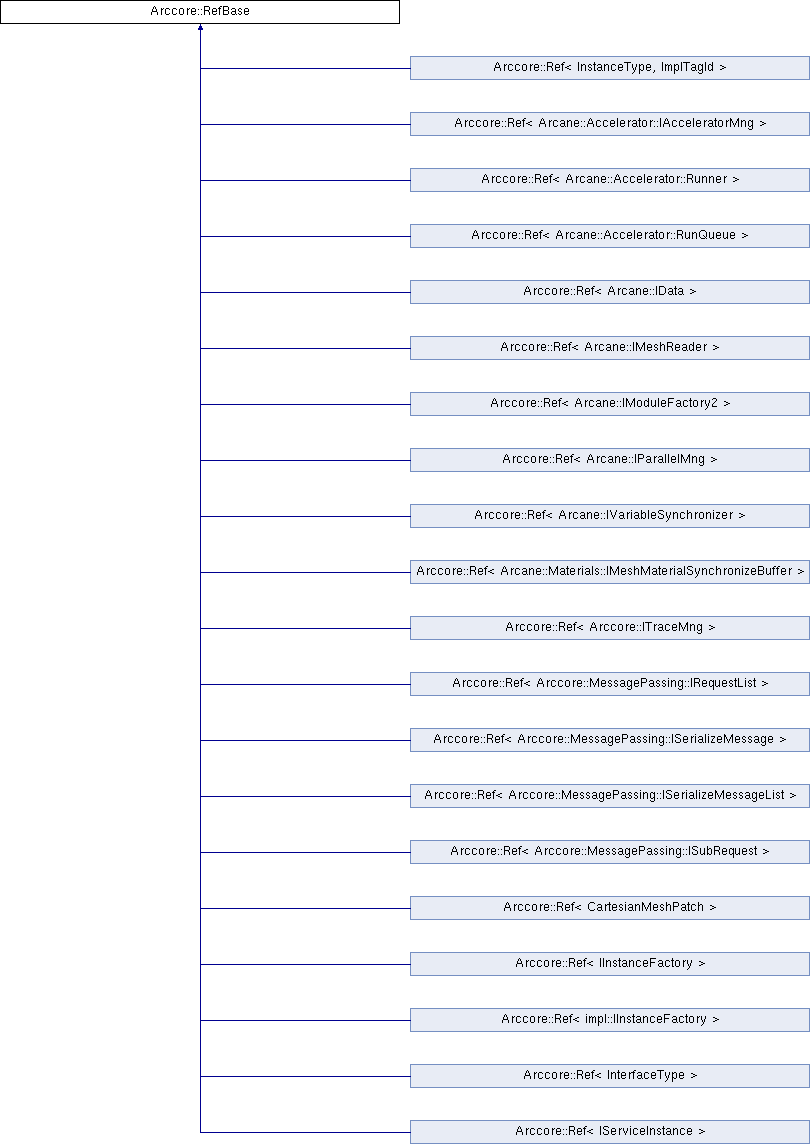 Arccore::RefBase
Arccore::Ref< InstanceType, ImplTagId >
Arccore::Ref< Arcane::Accelerator::IAcceleratorMng >
Arccore::Ref< Arcane::Accelerator::Runner >
Arccore::Ref< Arcane::Accelerator::RunQueue >
Arccore::Ref< Arcane::IData >
Arccore::Ref< Arcane::IMeshReader >
Arccore::Ref< Arcane::IModuleFactory2 >
Arccore::Ref< Arcane::IParallelMng >
Arccore::Ref< Arcane::IVariableSynchronizer >
Arccore::Ref< Arcane::Materials::IMeshMaterialSynchronizeBuffer >
Arccore::Ref< Arccore::ITraceMng >
Arccore::Ref< Arccore::MessagePassing::IRequestList >
Arccore::Ref< Arccore::MessagePassing::ISerializeMessage >
Arccore::Ref< Arccore::MessagePassing::ISerializeMessageList >
Arccore::Ref< Arccore::MessagePassing::ISubRequest >
Arccore::Ref< CartesianMeshPatch >
Arccore::Ref< IInstanceFactory >
Arccore::Ref< impl::IInstanceFactory >
Arccore::Ref< InterfaceType >
Arccore::Ref< IServiceInstance >